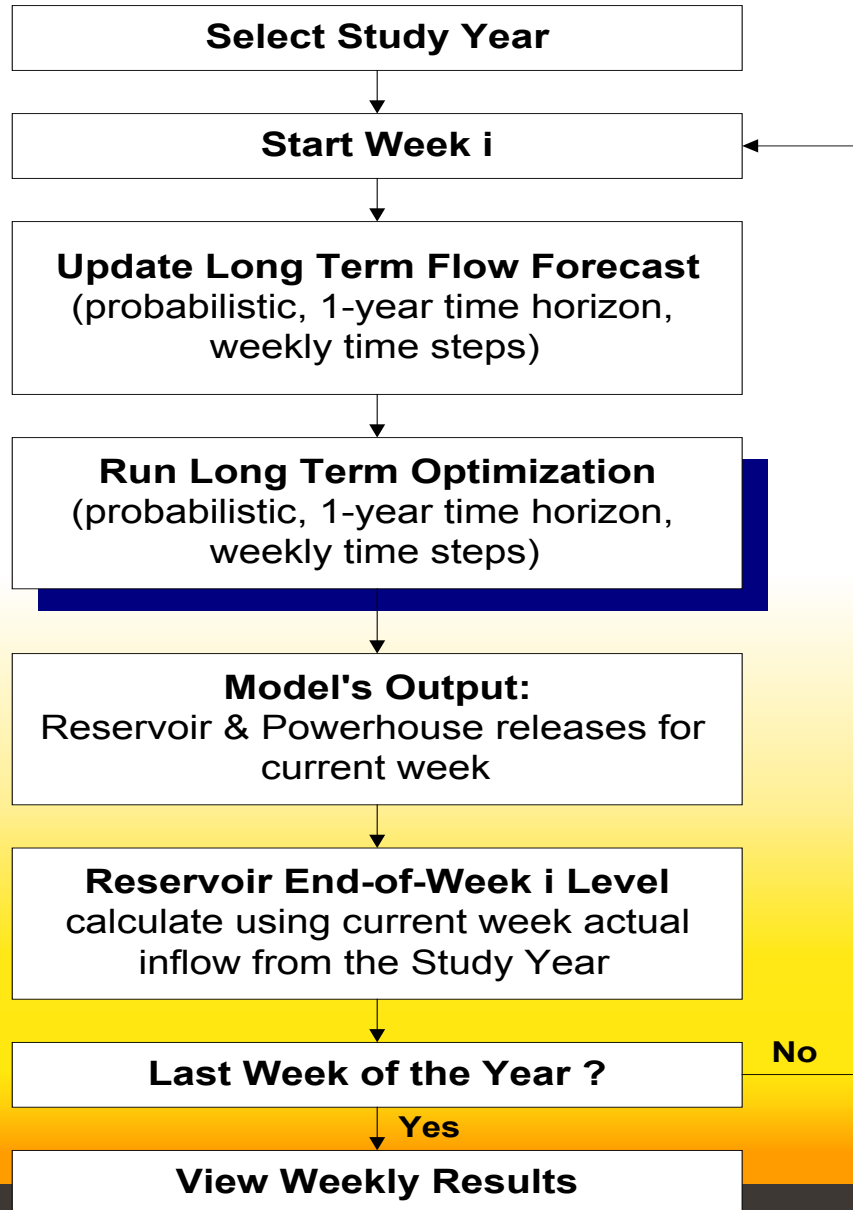 Select Study Year
Start Week i
Update Long Term Flow Forecast
(probabilistic, 1-year time horizon,
weekly time steps)
Run Long Term Optimization
(probabilistic, 1-year time horizon,
weekly time steps)
Model's Output:
Reservoir & Powerhouse releases for
current week
Reservoir End-of-Week i Level
calculate using current week actual
inflow from the Study Year
Last Week of the Year ?
No
Yes
View Weekly Results